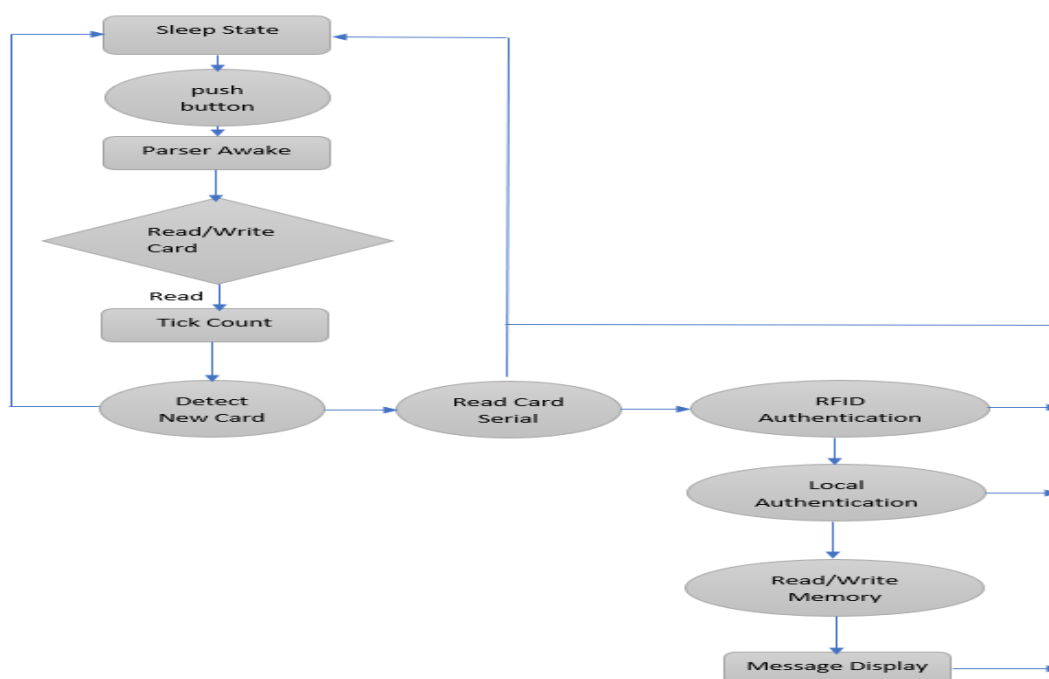 Sleep State
push
button
Parser Awake
Read/Write
Card
Read
Tick Count
Detect
New Card
Read Card
Serial
RFID
Authentication
Local
Authentication
Read/Write
Memory
Message Display